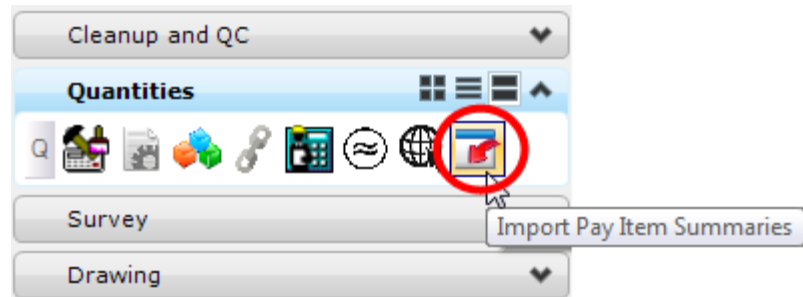 Cleanup and QC
Quantities
Q
Survey
Import Pay Item Summaries
Drawing